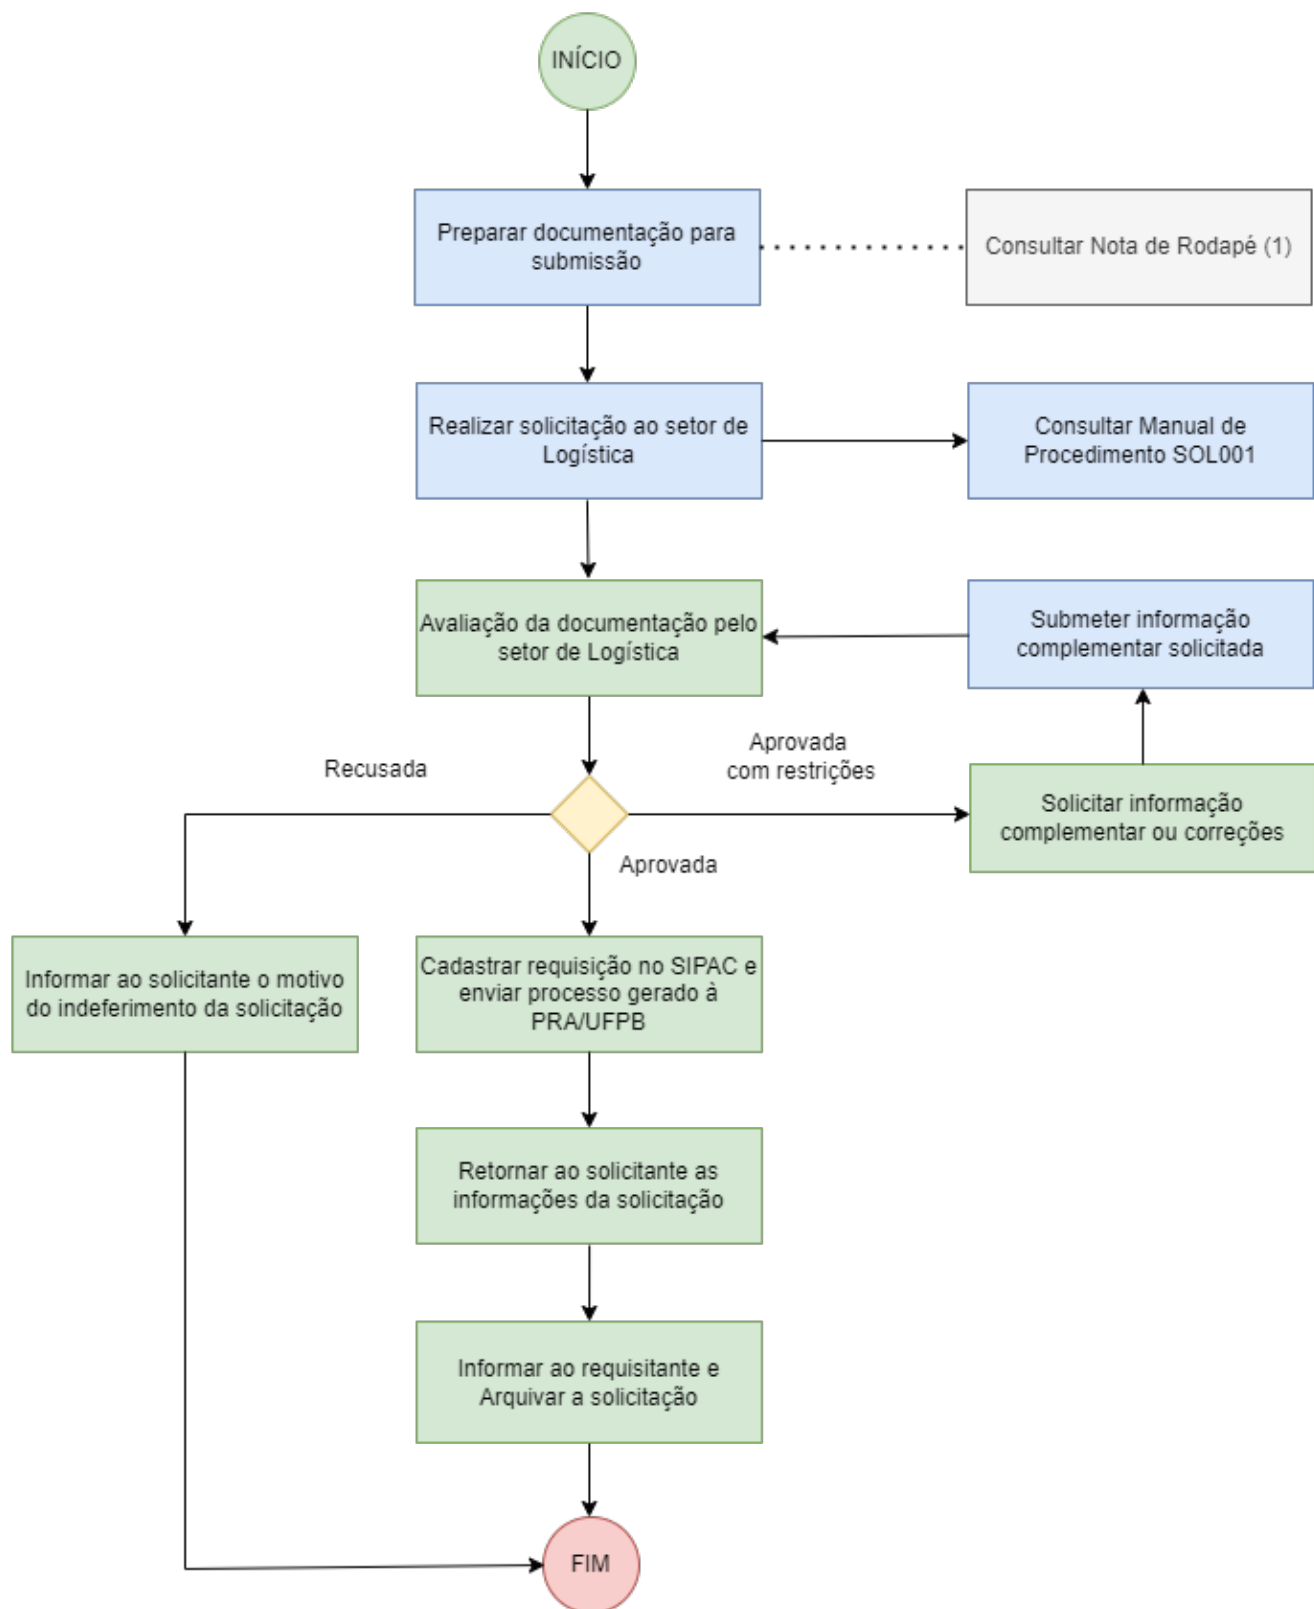 INÍCIO
Preparar documentação para
submissão
Consultar Nota de Rodapé (1)
Realizar solicitação ao setor de
Logística
Consultar Manual de
Procedimento SOL001
Avaliação da documentação pelo
setor de Logística
Submeter informação
complementar solicitada
Recusada
Aprovada
com restrições
Solicitar informação
complementar ou correções
Aprovada
Informar ao solicitante o motivo
do indeferimento da solicitação
Cadastrar requisição no SIPAC e
enviar processo gerado à
PRA/UFPB
Retornar ao solicitante as
informações da solicitação
Informar ao requisitante e
Arquivar a solicitação
FIM